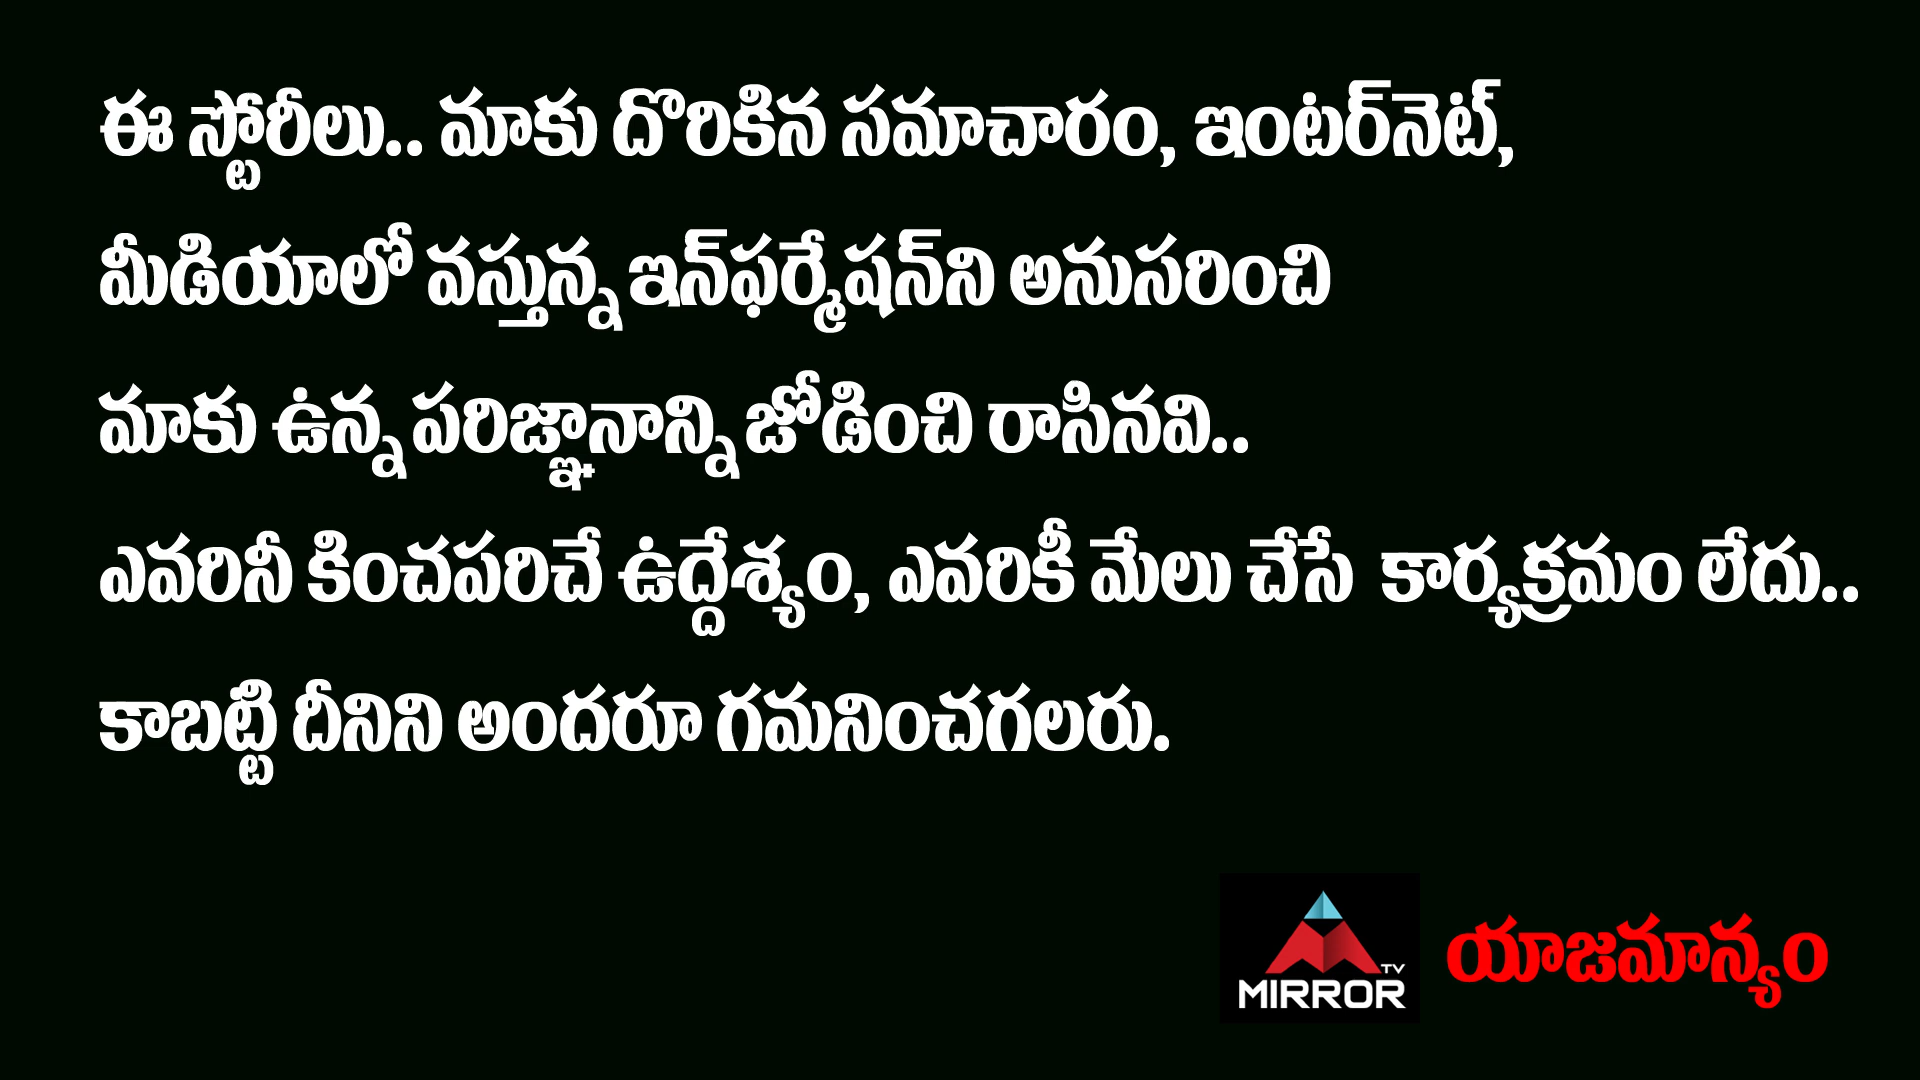 ఈ స్టోరీలు.. మాకు దొరికిన సమాచారం, ఇంటర్‌నెట్,
మీడియాలో వస్తున్న ఇన్‌ఫర్మేషన్‌ని అనుసరించి
మాకు ఉన్న పరిజ్ఞానాన్ని జోడించి రాసినవి..
ఎవరినీ కించపరిచే ఉద్దేశ్యం, ఎవరికీ మేలు చేసే కార్యక్రమం లేదు..
కాబట్టి దీనిని అందరూ గమనించగలరు.
TV
MIRROR
యాజమాన్యం